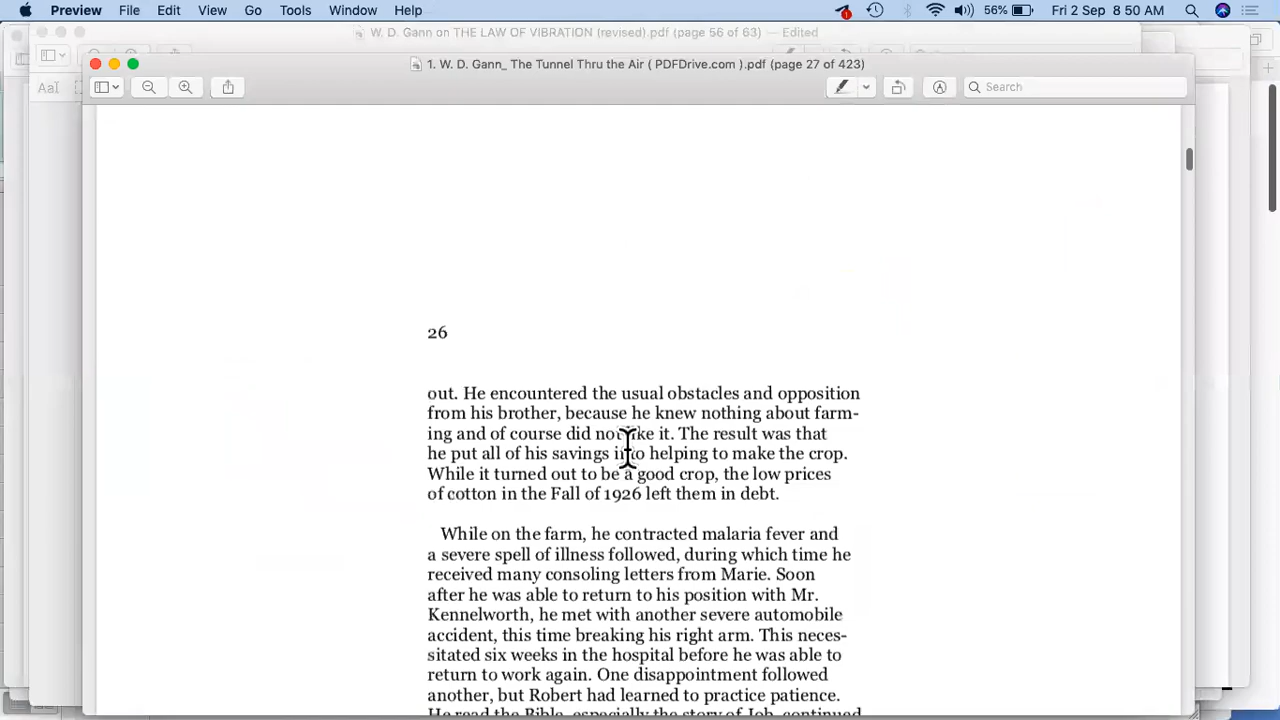 Preview File Edit View Go Tools Window Help 56% Fri 2 Sep 8 50 AM
W. D. Gann on THE LAW OF VIBRATION (revised).pdf (page 56 of 63) — Edited
1. W. D. Gann_ The Tunnel Thru the Air ( PDFDrive.com ).pdf (page 27 of 423)
Search
26
out. He encountered the usual obstacles and opposition
from his brother, because he knew nothing about farm-
ing and of course did not like it. The result was that
he put all of his savings into helping to make the crop.
While it turned out to be a good crop, the low prices
of cotton in the Fall of 1926 left them in debt.
While on the farm, he contracted malaria fever and
a severe spell of illness followed, during which time he
received many consoling letters from Marie. Soon
after he was able to return to his position with Mr.
Kennelworth, he met with another severe automobile
accident, this time breaking his right arm. This neces-
sitated six weeks in the hospital before he was able to
return to work again. One disappointment followed
another, but Robert had learned to practice patience.
He read the Bible, especially the story of Job, continued